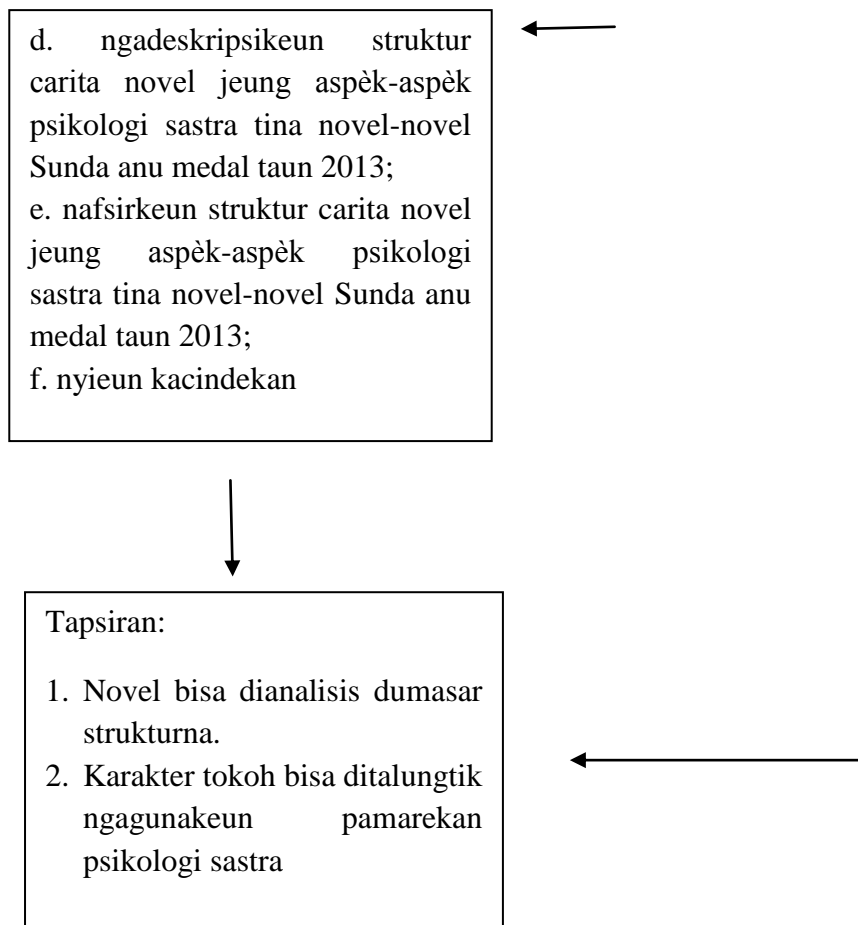 d. ngadeskripsikeun struktur
carita novel jeung aspèk-aspèk
psikologi sastra tina novel-novel
Sunda anu medal taun 2013;
e. nafsirkeun struktur carita novel
jeung aspèk-aspèk psikologi
sastra tina novel-novel Sunda anu
medal taun 2013;
f. nyieun kacindekan
Tapsiran:
1. Novel bisa dianalisis dumasar
strukturna.
2. Karakter tokoh bisa ditalungtik
ngagunakeun pamarekan
psikologi sastra